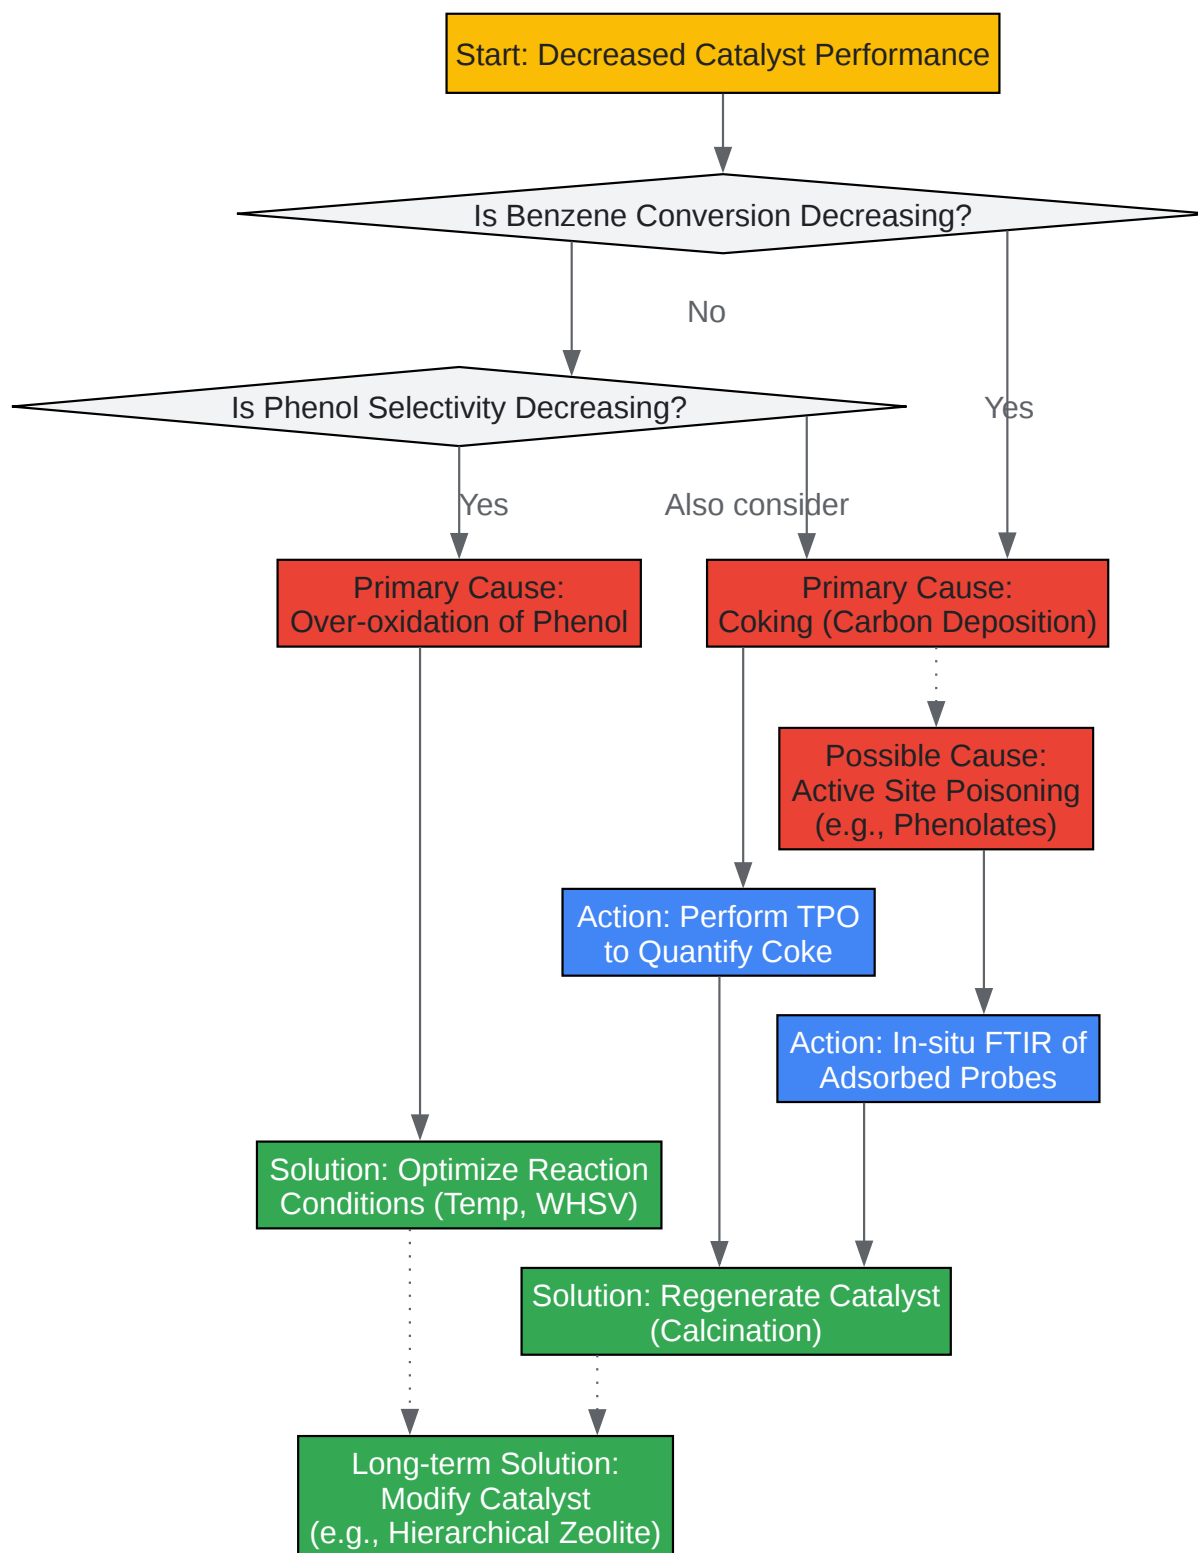 Start: Decreased Catalyst Performance
Is Benzene Conversion Decreasing?
No
Is Phenol Selectivity Decreasing?
Yes
Yes
Also consider
Primary Cause:
Over-oxidation of Phenol
Primary Cause:
Coking (Carbon Deposition)
Possible Cause:
Active Site Poisoning
(e.g., Phenolates)
Action: Perform TPO
to Quantify Coke
Action: In-situ FTIR of
Adsorbed Probes
Solution: Optimize Reaction
Conditions (Temp, WHSV)
Solution: Regenerate Catalyst
(Calcination)
Long-term Solution:
Modify Catalyst
(e.g., Hierarchical Zeolite)